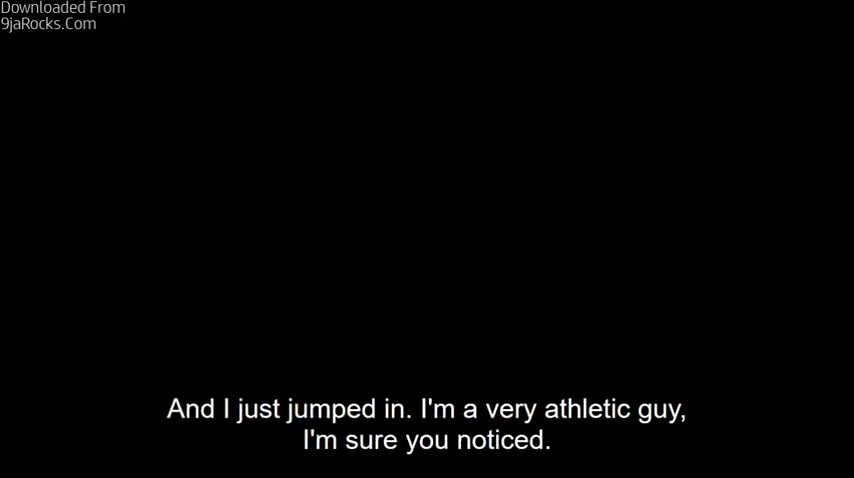 Downloaded From
9jaRocks.Com
And I just jumped in. I'm a very athletic guy,
I'm sure you noticed.